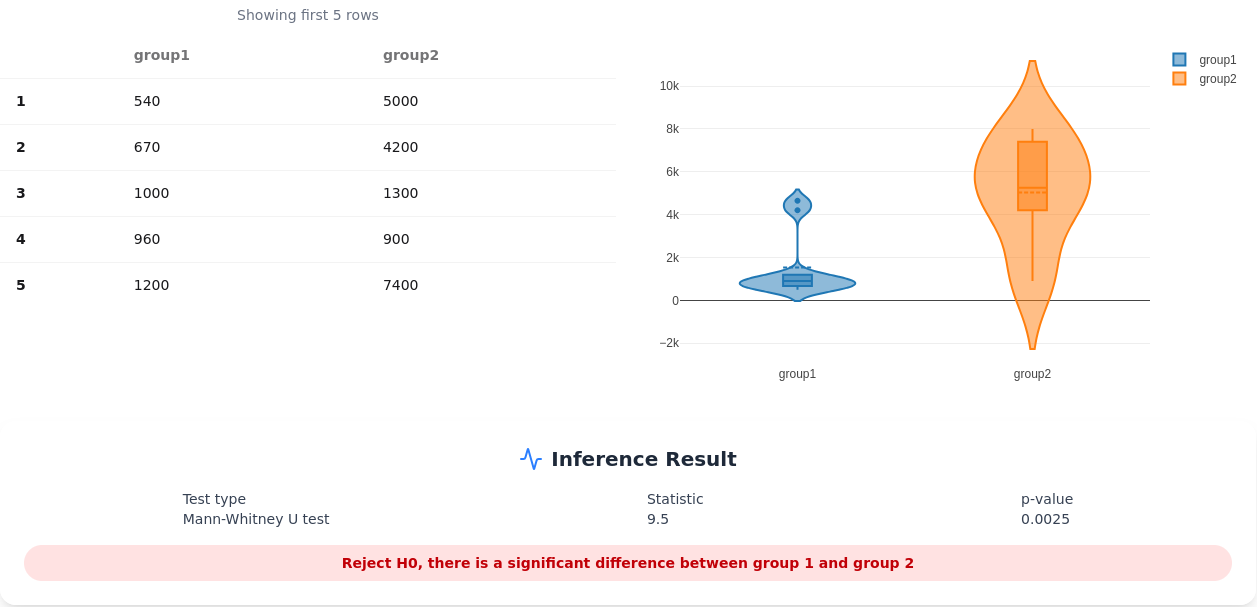 Showing first 5 rows
group1 group2
1 540 5000
2 670 4200
3 1000 1300
4 960 900
5 1200 7400
10k
8k
6k
4k
2k
0
−2k
group1 group2
group1
group2
Inference Result
Test type Statistic p-value
Mann-Whitney U test 9.5 0.0025
Reject H0, there is a significant difference between group 1 and group 2